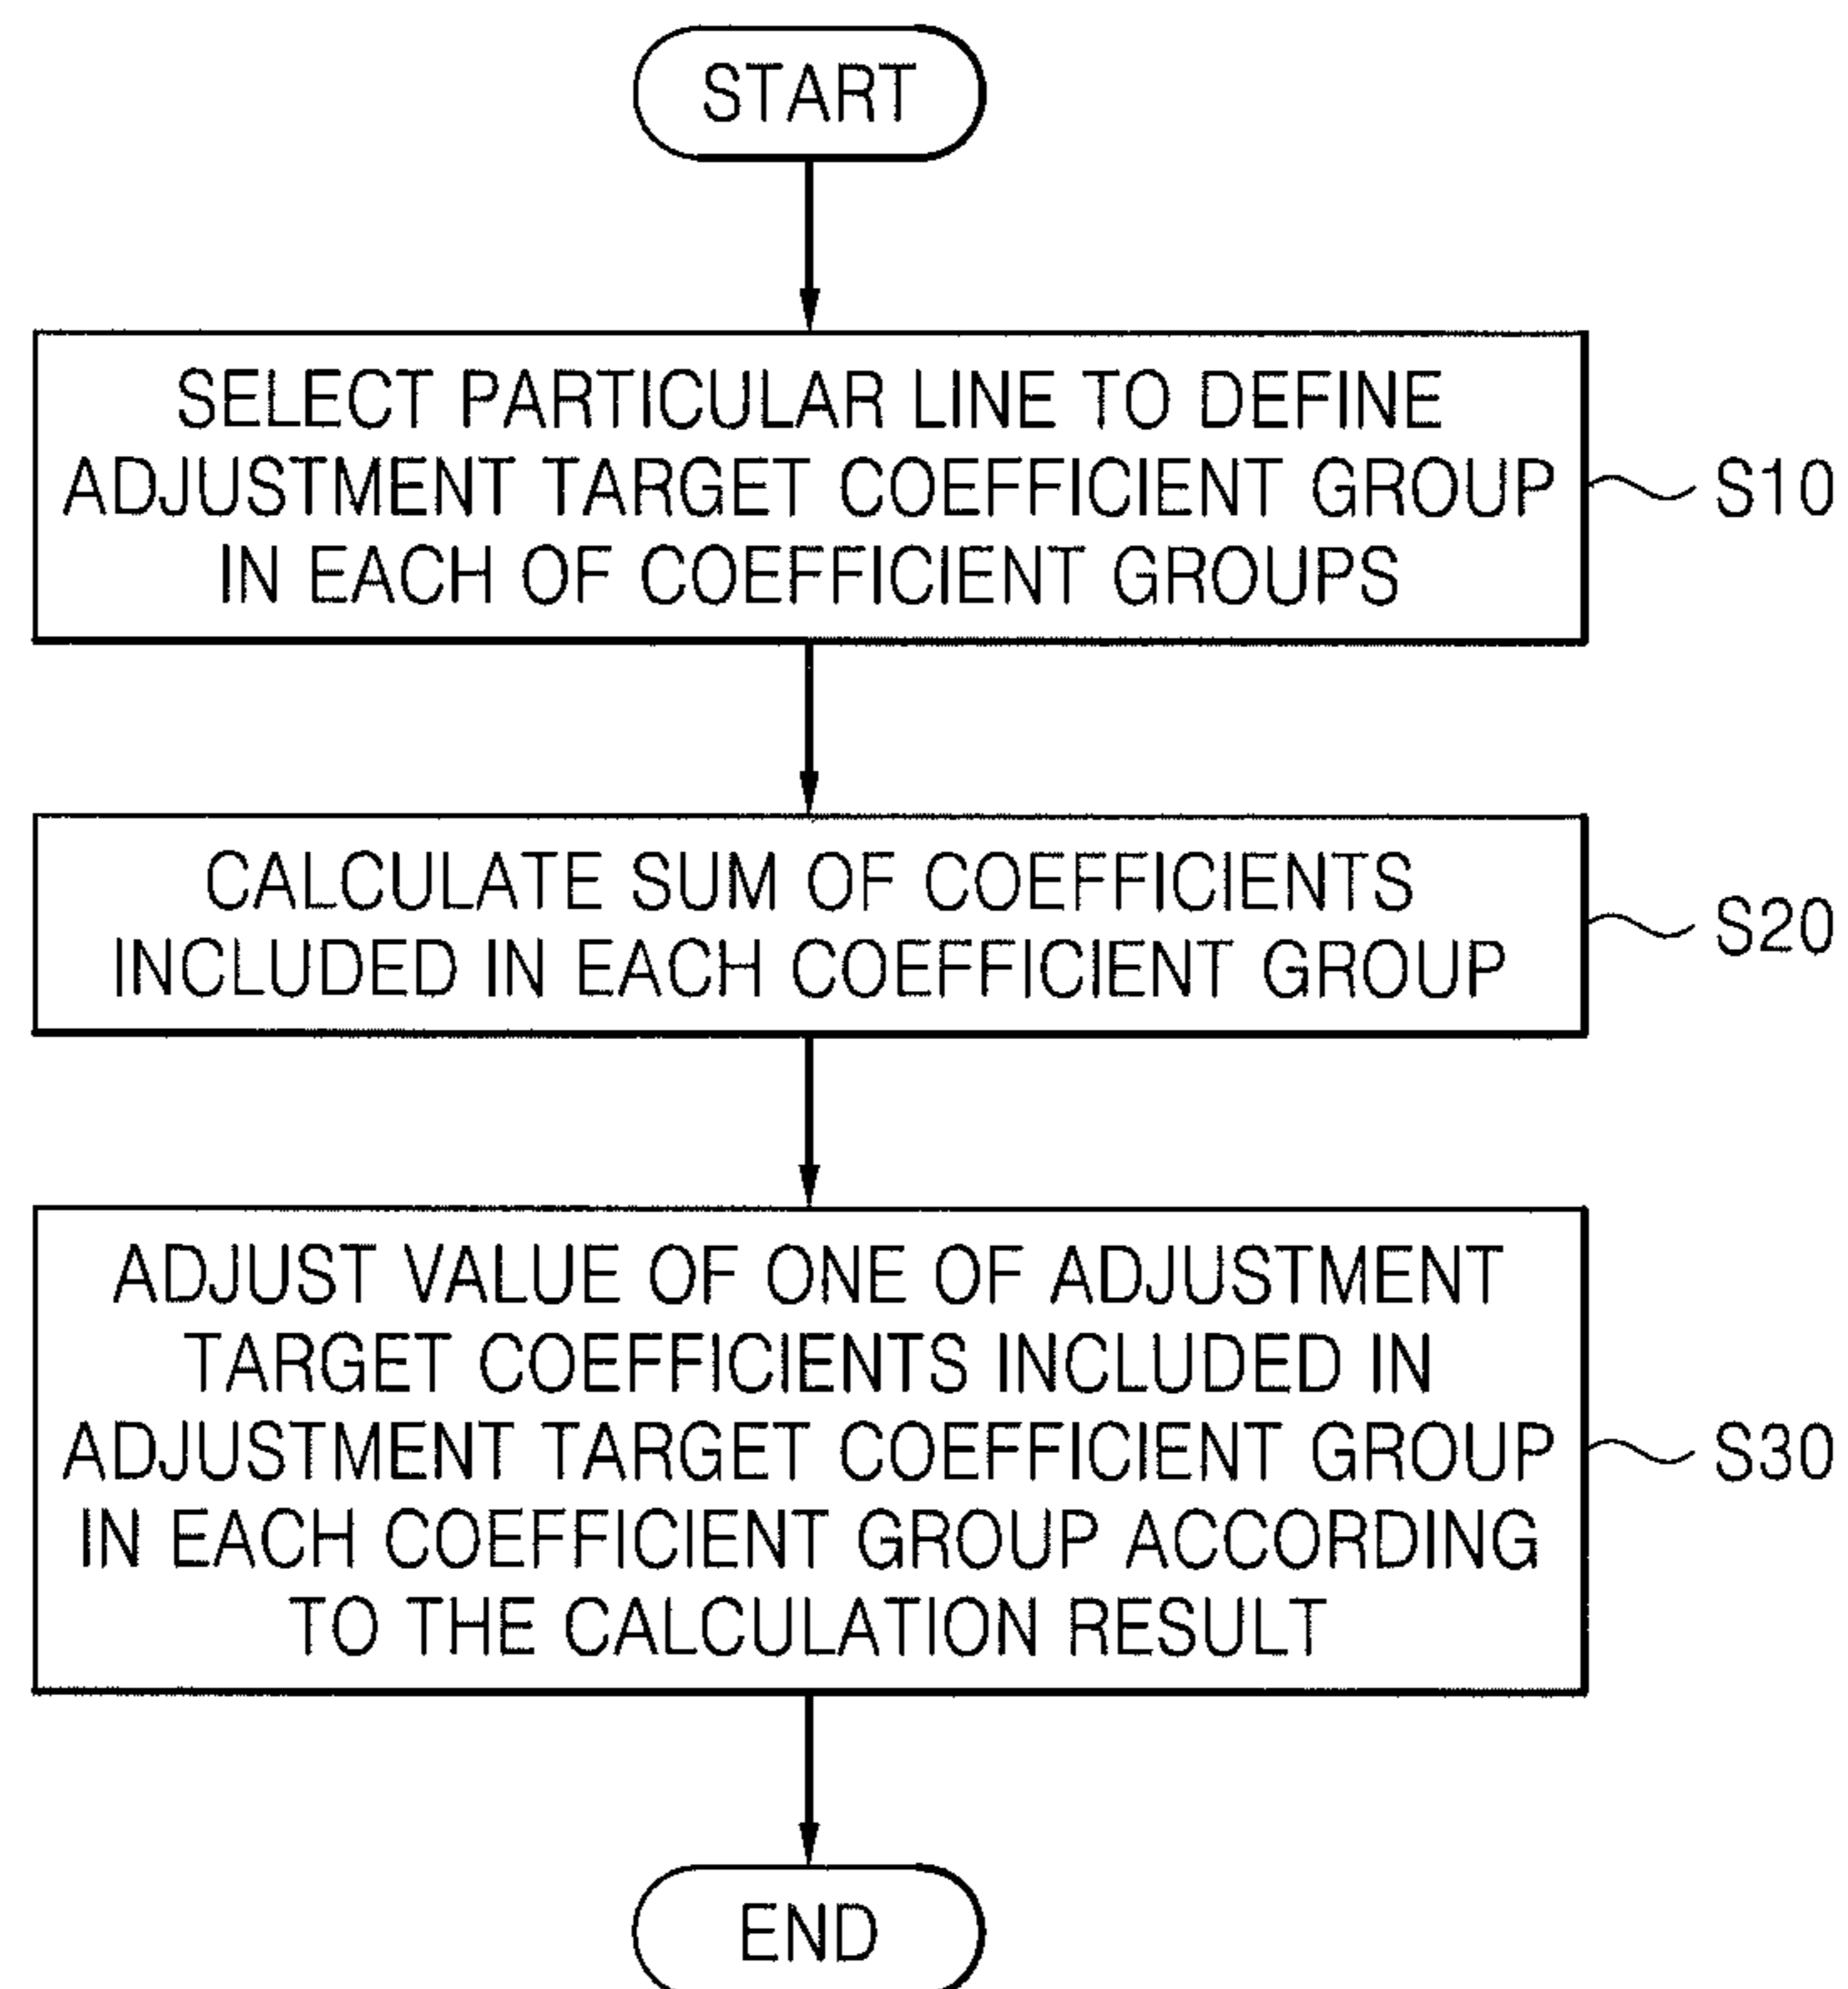 START
SELECT PARTICULAR LINE TO DEFINE
ADJUSTMENT TARGET COEFFICIENT GROUP
IN EACH OF COEFFICIENT GROUPS
S10
CALCULATE SUM OF COEFFICIENTS
INCLUDED IN EACH COEFFICIENT GROUP
S20
ADJUST VALUE OF ONE OF ADJUSTMENT
TARGET COEFFICIENTS INCLUDED IN
ADJUSTMENT TARGET COEFFICIENT GROUP
IN EACH COEFFICIENT GROUP ACCORDING
TO THE CALCULATION RESULT
S30
END